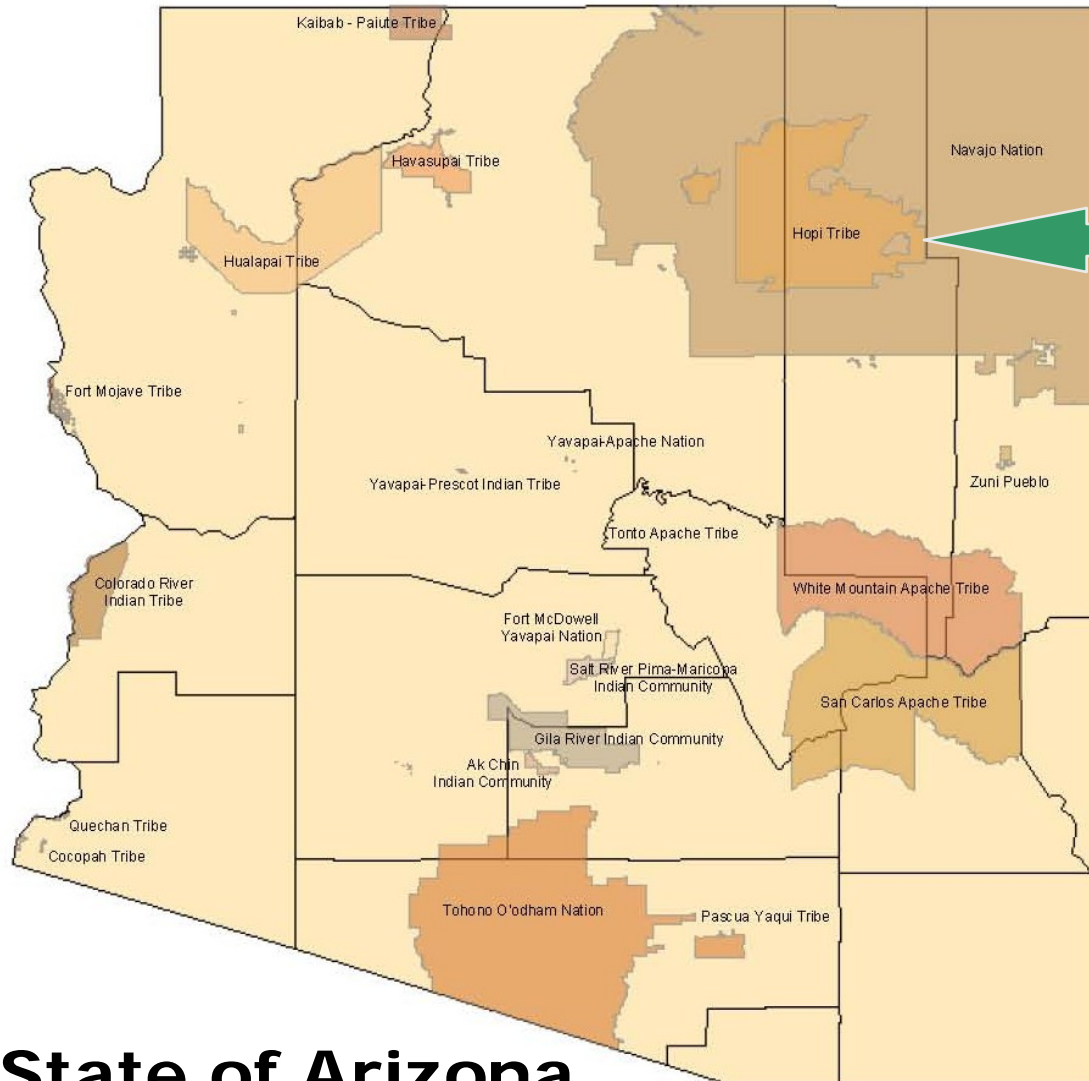 Kaibab - Paiute Tribe
Havasupai Tribe
Navajo Nation
Hopi Tribe
Hualapai Tribe
Fort Mojave Tribe
Yavapai-Apache Nation
Yavapai-Prescot Indian Tribe
Zuni Pueblo
Tonto Apache Tribe
Colorado River
Indian Tribe
White Mountain Apache Tribe
Fort McDowell
Yavapai Nation
Salt River Pima-Maricopa
Indian Community
San Carlos Apache Tribe
Gila River Indian Community
Ak Chin
Indian Community
Quechan Tribe
Cocopah Tribe
Tohono O'odham Nation
Pascua Yaqui Tribe
State of Arizona